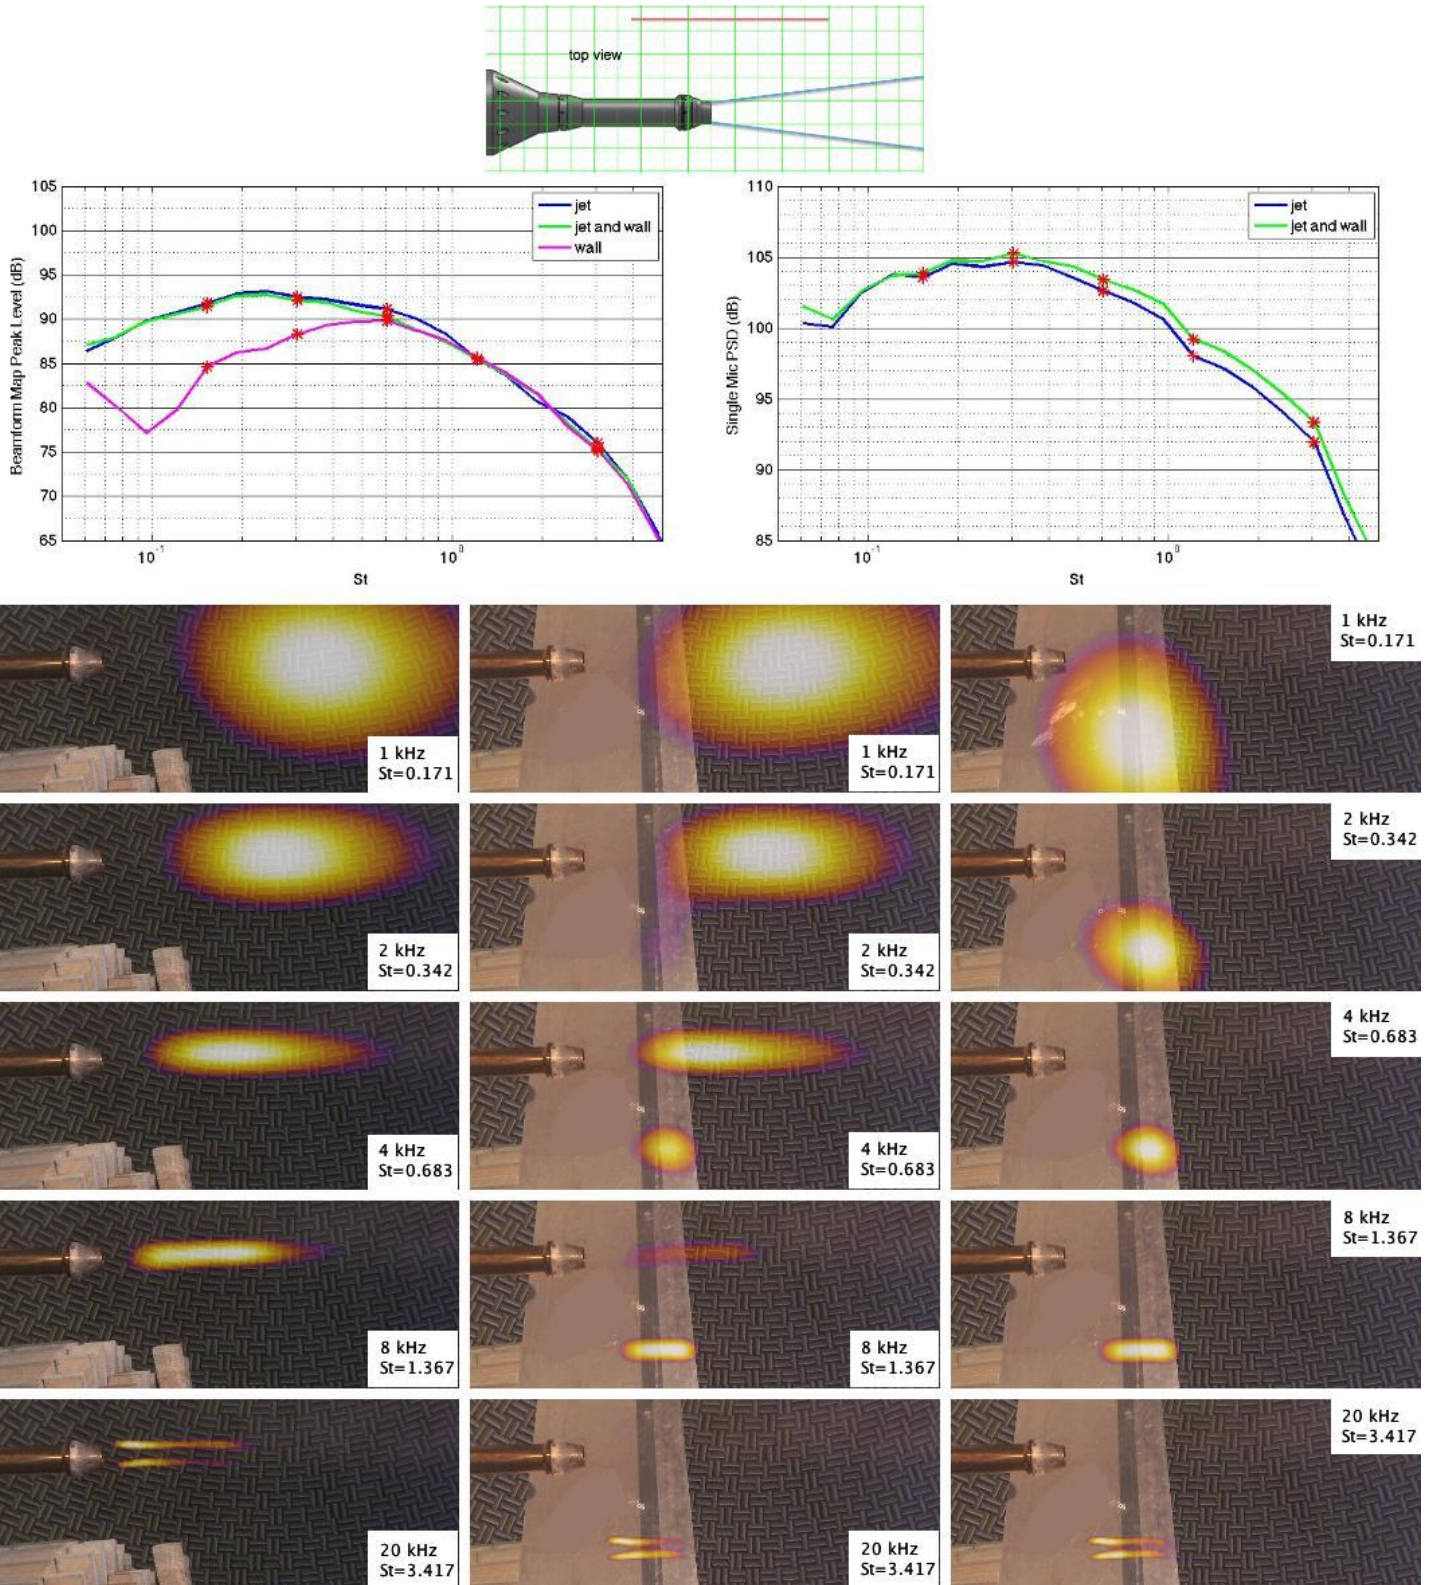 top view
105
100
95
90
85
80
75
70
65
Beamform Map Peak Level (dB)
jet
jet and wall
wall
10⁻¹
10⁰
St
110
105
100
95
90
85
Single Mic PSD (dB)
jet
jet and wall
10⁻¹
10⁰
St
1 kHz
St=0.171
1 kHz
St=0.171
1 kHz
St=0.171
2 kHz
St=0.342
2 kHz
St=0.342
2 kHz
St=0.342
4 kHz
St=0.683
4 kHz
St=0.683
4 kHz
St=0.683
8 kHz
St=1.367
8 kHz
St=1.367
8 kHz
St=1.367
20 kHz
St=3.417
20 kHz
St=3.417
20 kHz
St=3.417